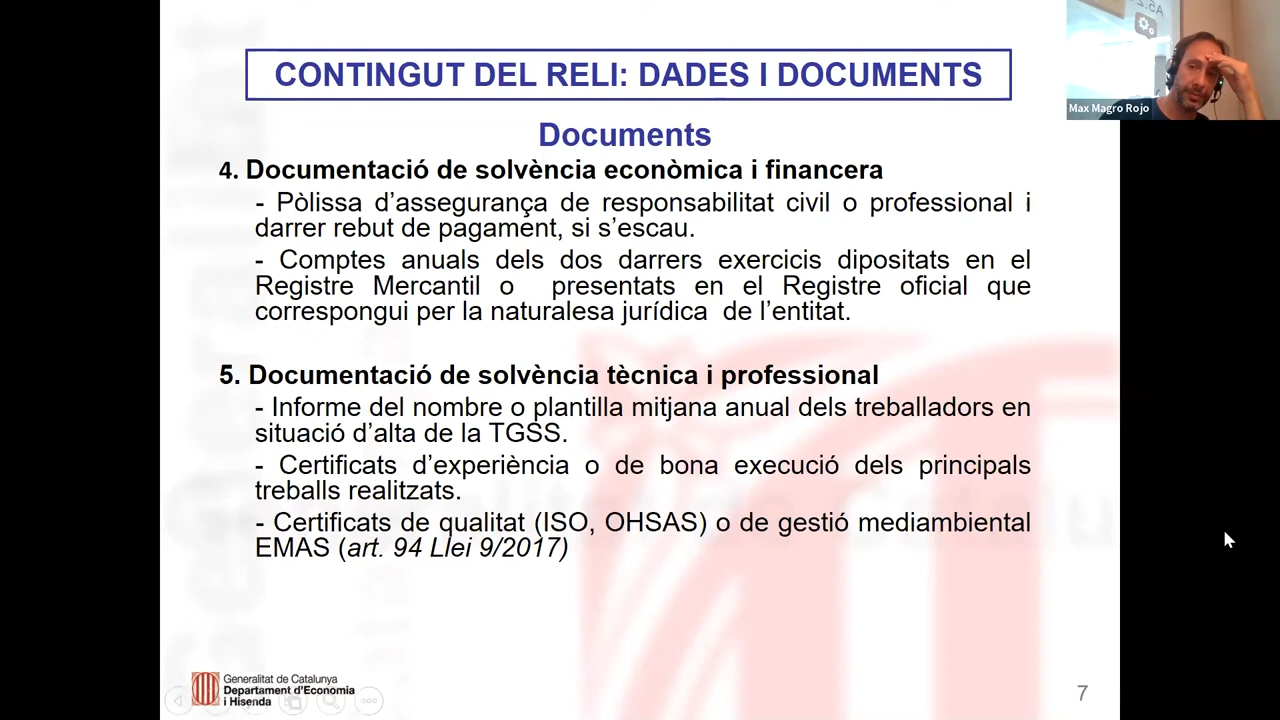 CONTINGUT DEL RELI: DADES I DOCUMENTS
Max Magro Rojo
Documents
4. Documentació de solvència econòmica i financera
- Pòlissa d’assegurança de responsabilitat civil o professional i
darrer rebut de pagament, si s’escau.
- Comptes anuals dels dos darrers exercicis dipositats en el
Registre Mercantil o presentats en el Registre oficial que
correspongui per la naturalesa jurídica de l’entitat.
5. Documentació de solvència tècnica i professional
- Informe del nombre o plantilla mitjana anual dels treballadors en
situació d’alta de la TGSS.
- Certificats d’experiència o de bona execució dels principals
treballs realitzats.
- Certificats de qualitat (ISO, OHSAS) o de gestió mediambiental
EMAS (art. 94 Llei 9/2017)
Generalitat de Catalunya
Departament d’Economia
i Hisenda
7